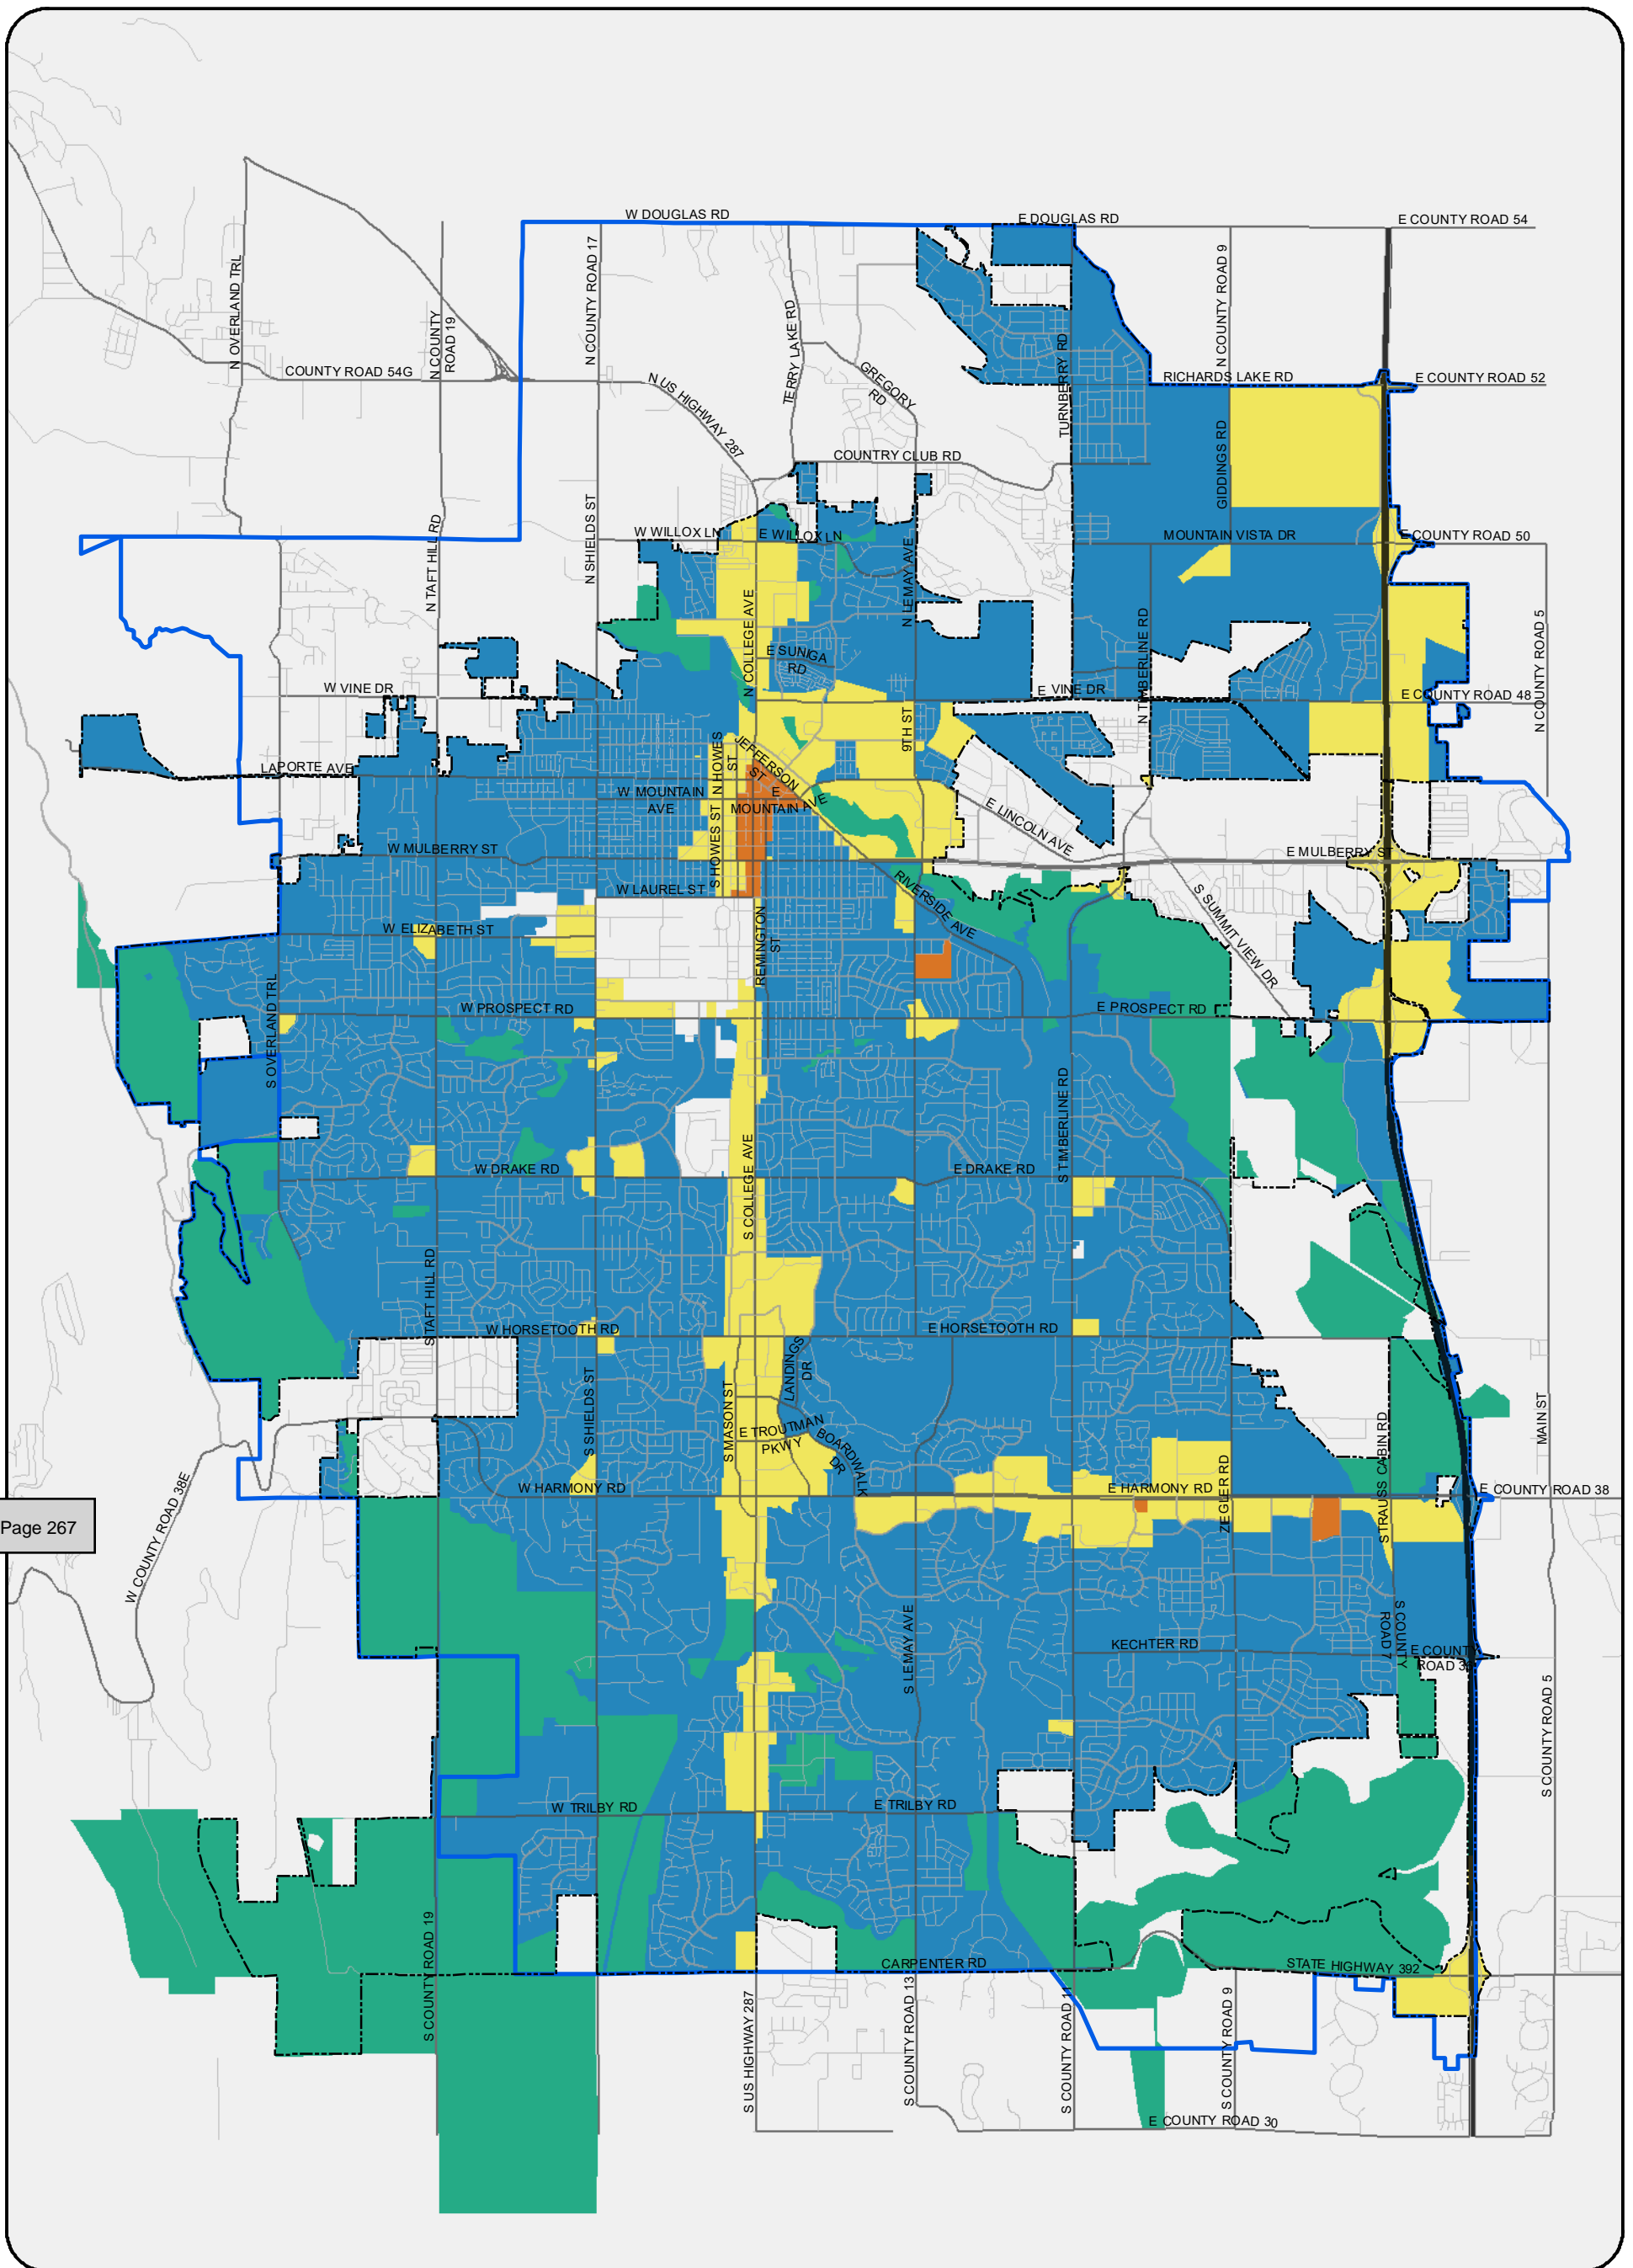 W DOUGLAS RD
E DOUGLAS RD
E COUNTY ROAD 54
N OVERLAND TRL
N COUNTY
ROAD 19
N COUNTY ROAD 17
TERRY LAKE RD
N COUNTY ROAD 9
COUNTY ROAD 54G
N US HIGHWAY 287
GREGORY
RD
TURNBERRY RD
RICHARDS LAKE RD
E COUNTY ROAD 52
COUNTRY CLUB RD
GIDDINGS RD
N TAFT HILL RD
N SHIELDS ST
W WILLOX LN
E WILLOX LN
N LEMAY AVE
MOUNTAIN VISTA DR
E COUNTY ROAD 50
N COLLEGE AVE
N TIMBERLINE RD
N COUNTY ROAD 5
E SUNIGA
RD
W VINE DR
E VINE DR
E COUNTY ROAD 48
9TH ST
N HOWES
ST
JEFFERSON
ST
LAPORTE AVE
W MOUNTAIN
AVE
E
MOUNTAIN AVE
S HOWES ST
E LINCOLN AVE
W MULBERRY ST
E MULBERRY ST
W LAUREL ST
RIVERSIDE AVE
S SUMMIT VIEW DR
W ELIZABETH ST
REMINGTON
ST
S OVERLAND TRL
W PROSPECT RD
E PROSPECT RD
S TIMBERLINE RD
S COLLEGE AVE
W DRAKE RD
E DRAKE RD
S TAFT HILL RD
W HORSETOOTH RD
E HORSETOOTH RD
LANDINGS
DR
S SHIELDS ST
S MASON ST
E TROUTMAN
PKWY
BOARDWALK
DR
S STRAUSS CABIN RD
MAIN ST
W COUNTY ROAD 38E
W HARMONY RD
E HARMONY RD
ZIEGLER RD
E COUNTY ROAD 38
Page 267
S LEMAY AVE
KECHTER RD
S COUNTY
ROAD 7
E COUNTY
S COUNTY ROAD 5
W TRILBY RD
E TRILBY RD
S COUNTY ROAD 19
CARPENTER RD
STATE HIGHWAY 392
S US HIGHWAY 287
S COUNTY ROAD 13
S COUNTY ROAD 11
S COUNTY ROAD 9
E COUNTY ROAD 30